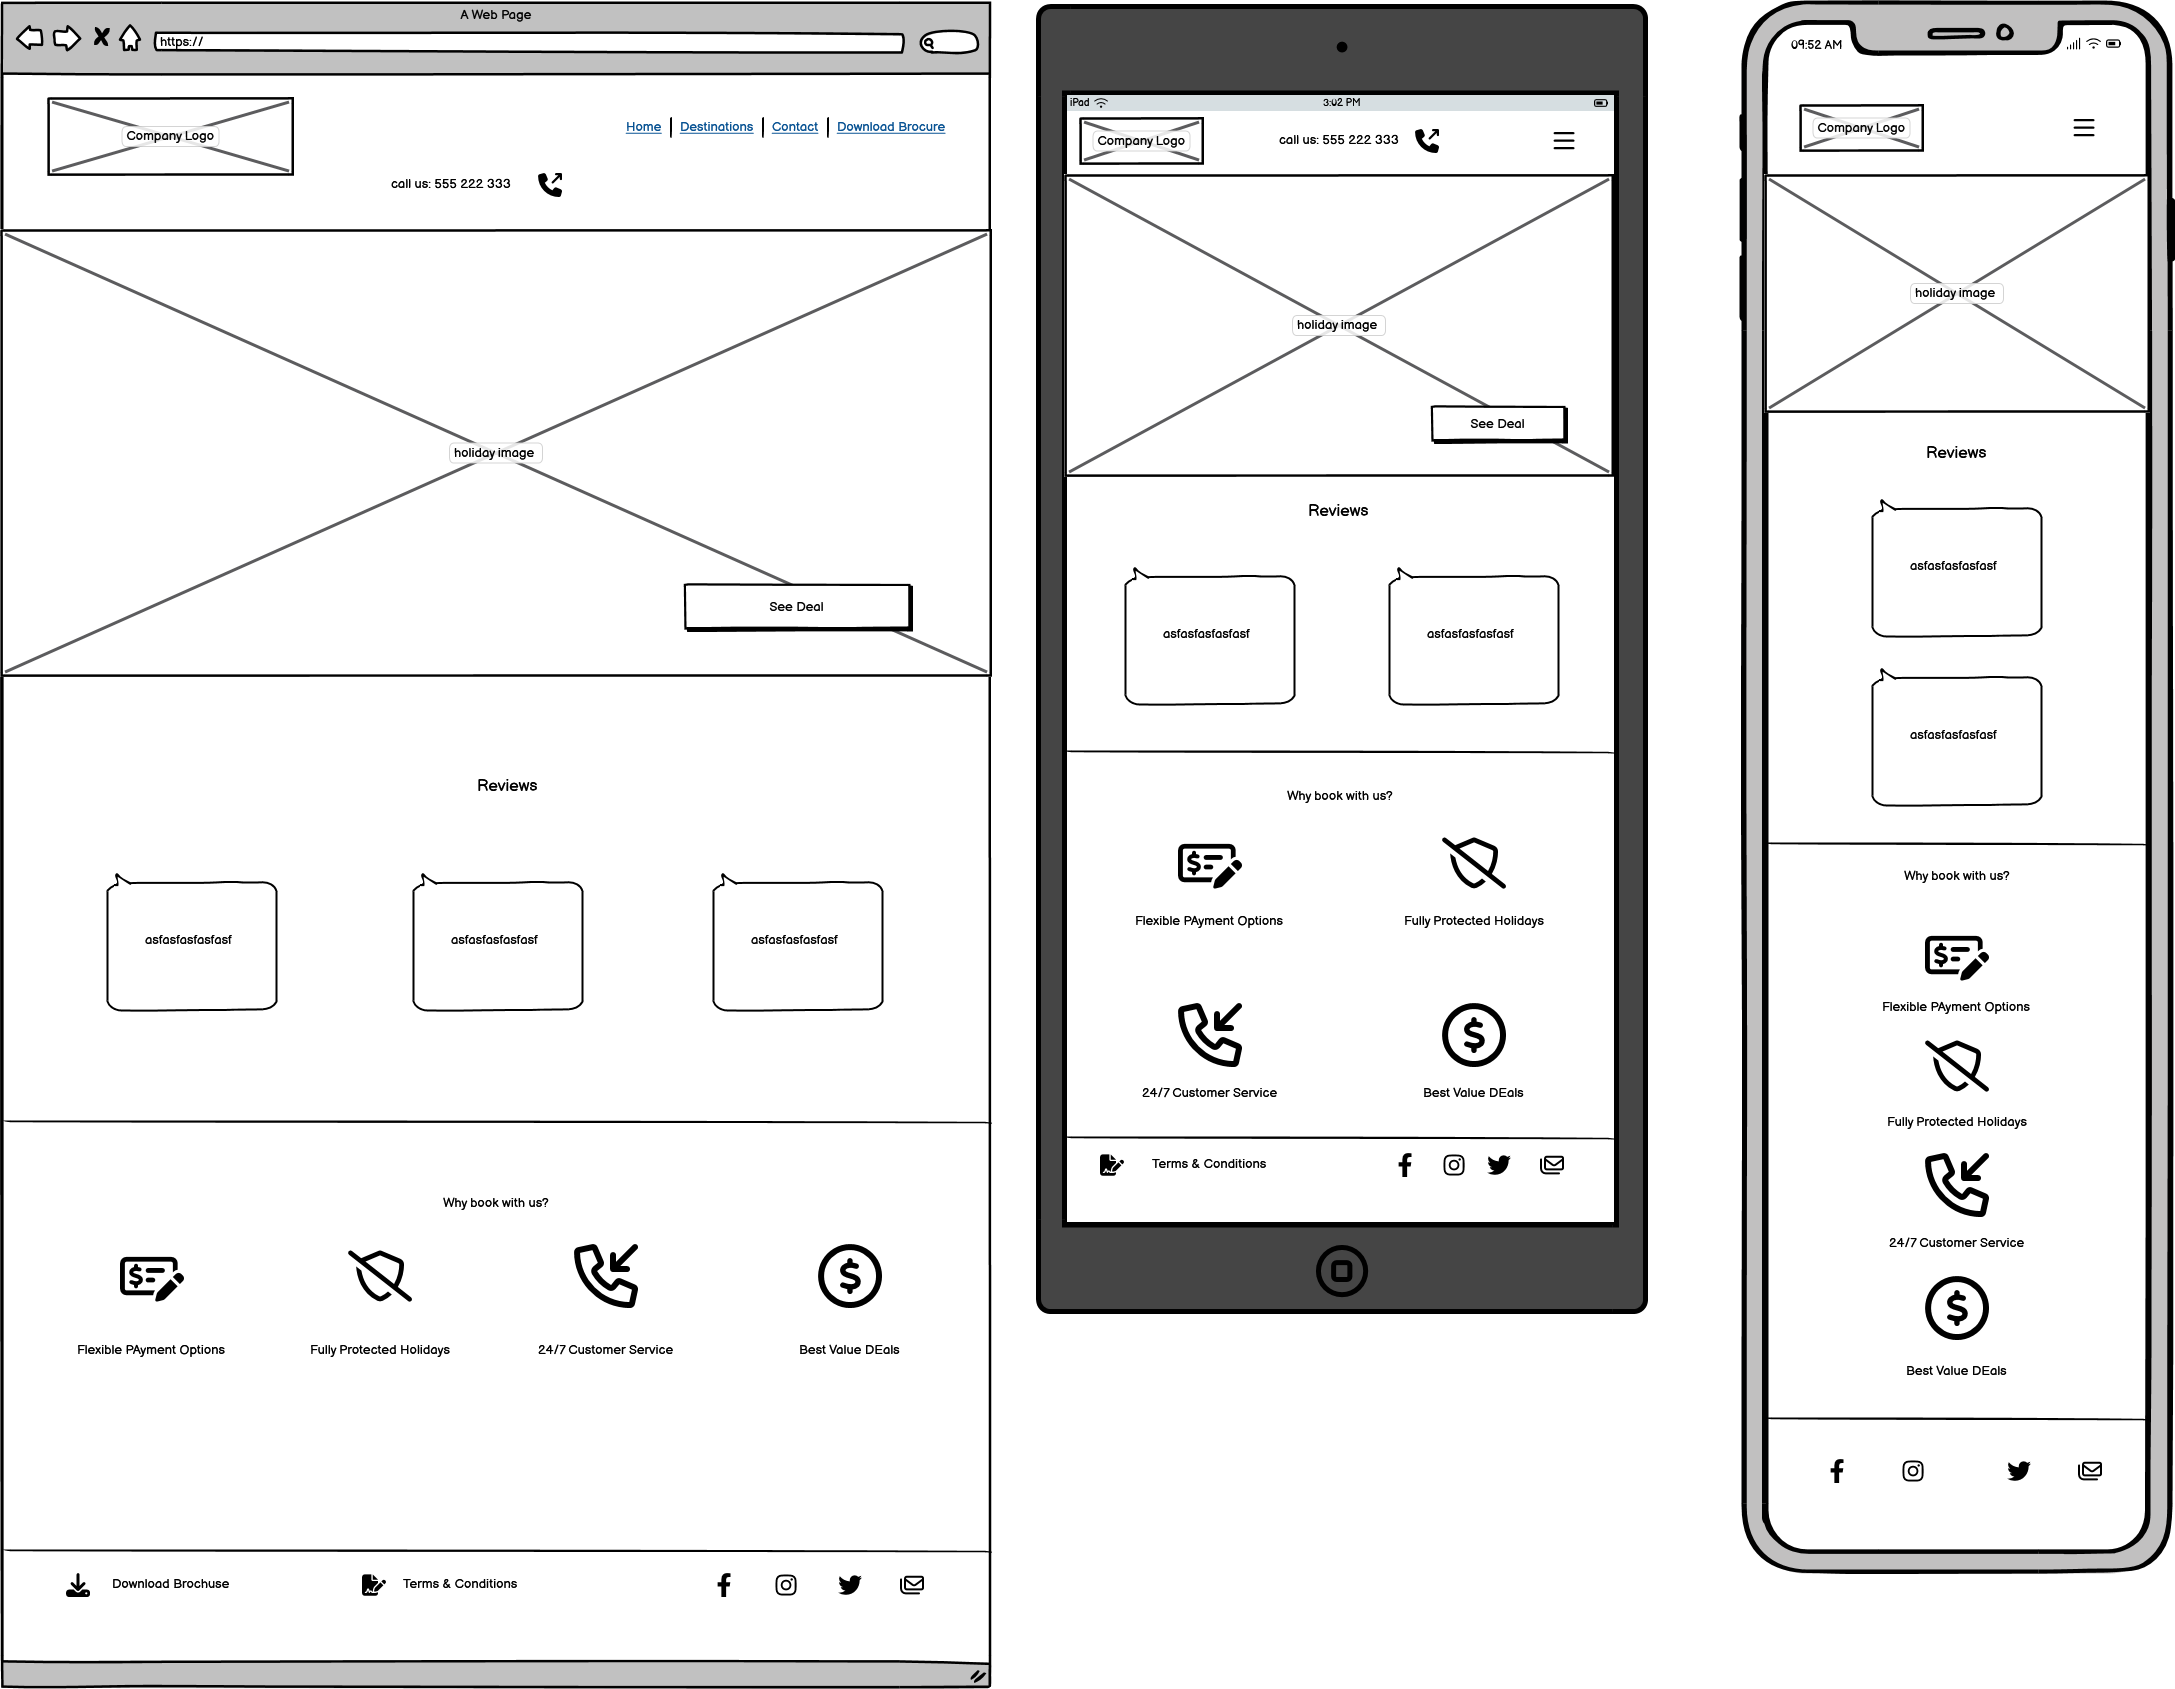 A Web Page
https://
Company Logo
Home Destinations Contact Download Brocure
call us: 555 222 333
holiday image
See Deal
Reviews
asfasfasfasfasf asfasfasfasfasf asfasfasfasfasf
Why book with us?
Flexible PAyment Options Fully Protected Holidays 24/7 Customer Service Best Value DEals
Download Brochuse Terms & Conditions
iPad 3:02 PM
Company Logo call us: 555 222 333
holiday image
See Deal
Reviews
asfasfasfasfasf asfasfasfasfasf
Why book with us?
Flexible PAyment Options Fully Protected Holidays
24/7 Customer Service Best Value DEals
Terms & Conditions
09:52 AM
Company Logo
holiday image
Reviews
asfasfasfasfasf
asfasfasfasfasf
Why book with us?
Flexible PAyment Options
Fully Protected Holidays
24/7 Customer Service
Best Value DEals